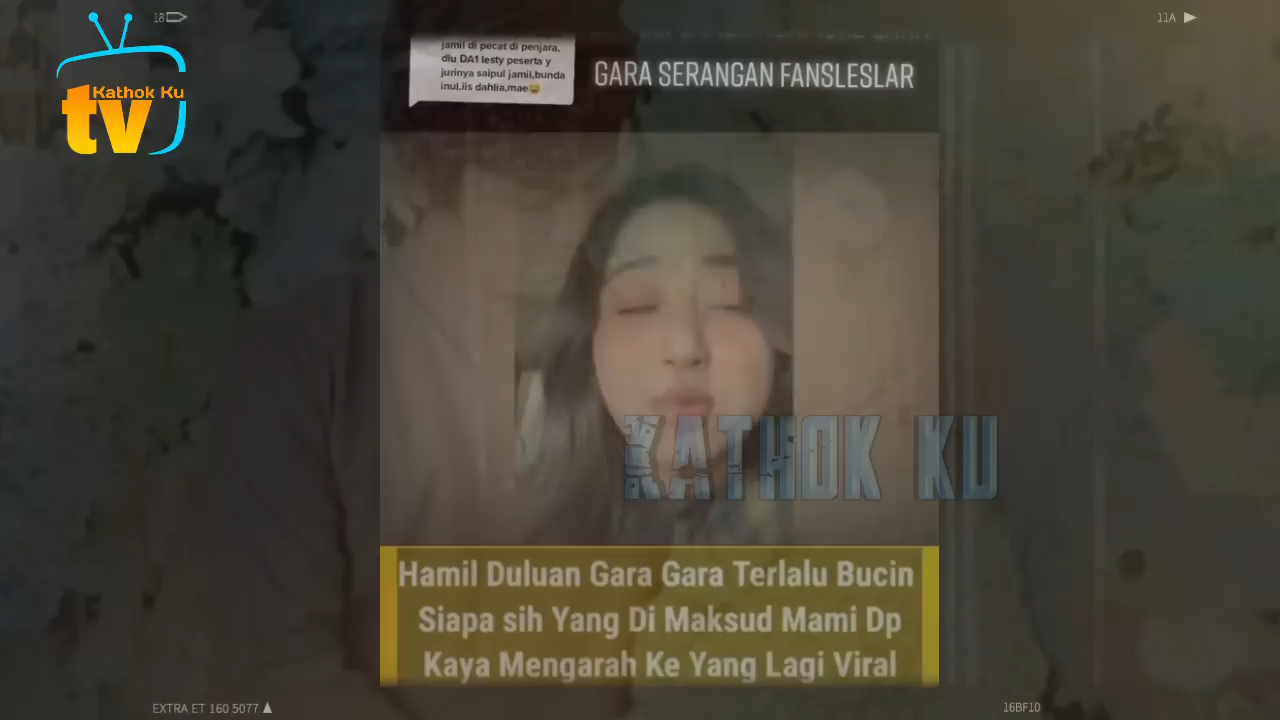 18
11A
Kathok Ku
tv
jamil di pecat di penjara,
diu DA1 lesty peserta y
jurinya saipul jamil,bunda
inul.iis dahlia,mae😄
GARA SERANGAN FANSLESLAR
KATHOK KU
Hamil Duluan Gara Gara Terlalu Bucin
Siapa sih Yang Di Maksud Mami Dp
Kaya Mengarah Ke Yang Lagi Viral
EXTRA ET 160 5077
16BF10